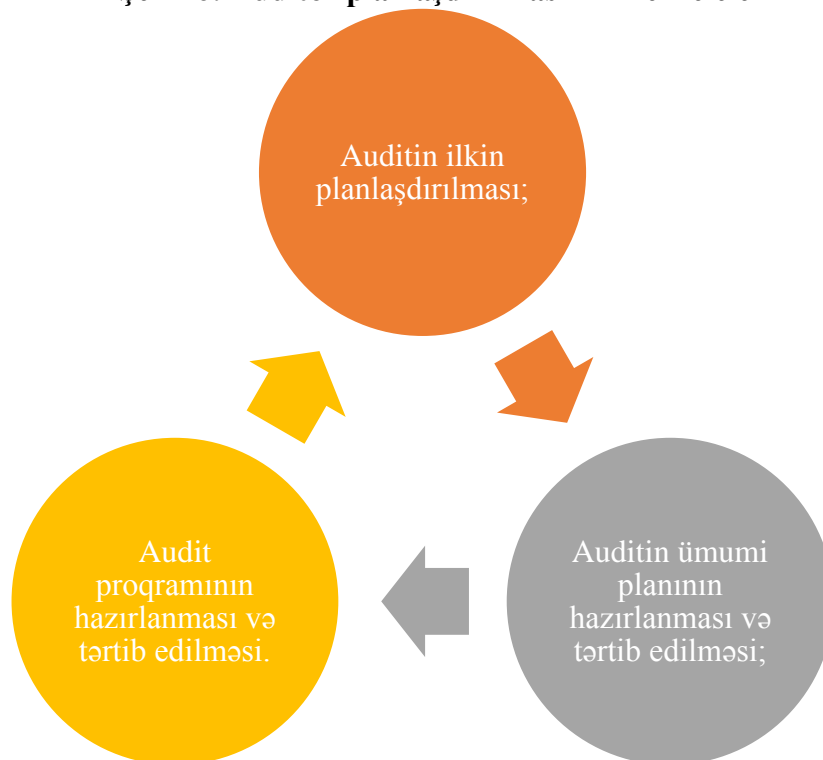 Auditin ilkin
planlaşdırılması;
Audit
proqramının
hazırlanması və
tərtib edilməsi.
Auditin ümumi
planının
hazırlanması və
tərtib edilməsi;